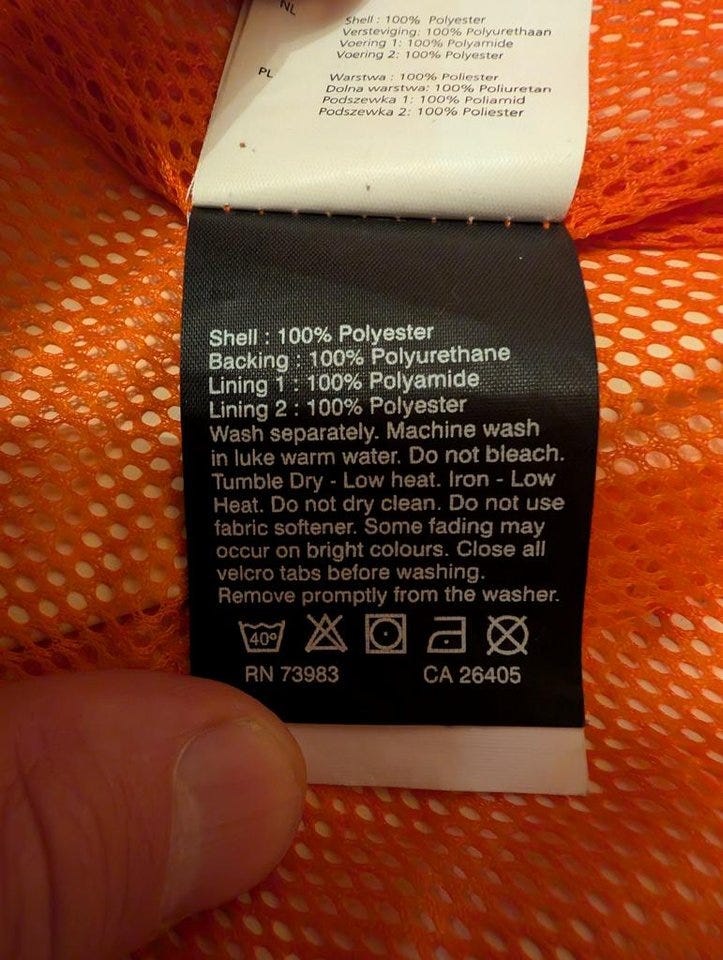 NL
Shell : 100% Polyester
Versteviging: 100% Polyurethaan
Voering 1: 100% Polyamide
Voering 2: 100% Polyester
PL
Warstwa : 100% Poliester
Dolna warstwa: 100% Poliuretan
Podszewka 1: 100% Poliamid
Podszewka 2: 100% Poliester
Shell : 100% Polyester
Backing : 100% Polyurethane
Lining 1 : 100% Polyamide
Lining 2 : 100% Polyester
Wash separately. Machine wash
in luke warm water. Do not bleach.
Tumble Dry - Low heat. Iron - Low
Heat. Do not dry clean. Do not use
fabric softener. Some fading may
occur on bright colours. Close all
velcro tabs before washing.
Remove promptly from the washer.
40°
RN 73983 CA 26405